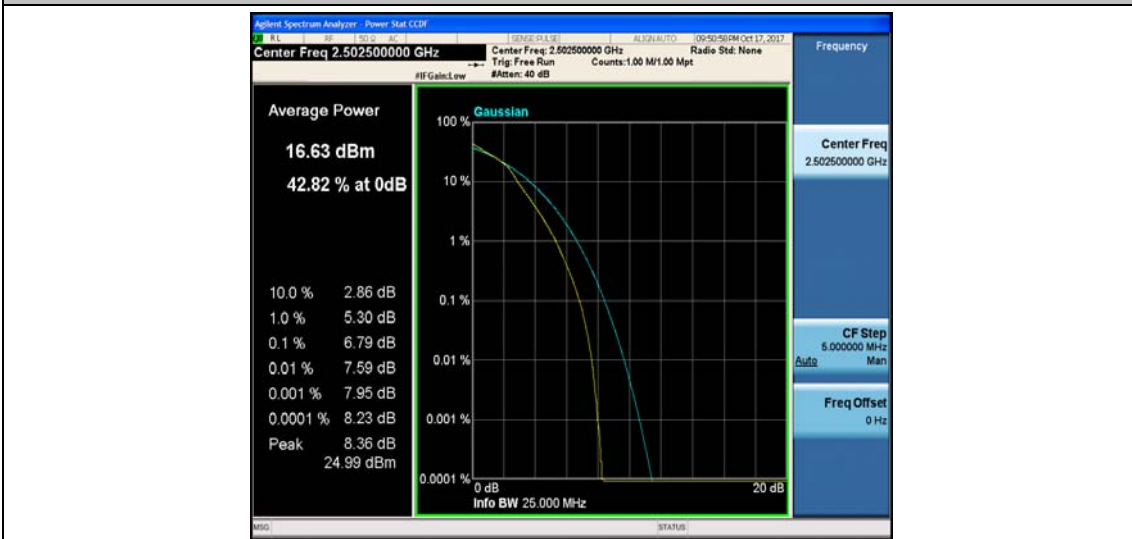 Agilent Spectrum Analyzer - Power Stat CCDF
RL RF 50 Ω AC SENSE:PULSE ALIGN AUTO 09:50:58 PM Oct 17, 2017
Center Freq 2.502500000 GHz
Center Freq: 2.502500000 GHz Radio Std: None
Trig: Free Run Counts:1.00 M/1.00 Mpt
#IFGain:Low #Atten: 40 dB
Frequency
Average Power
16.63 dBm
42.82 % at 0dB
10.0 % 2.86 dB
1.0 % 5.30 dB
0.1 % 6.79 dB
0.01 % 7.59 dB
0.001 % 7.95 dB
0.0001 % 8.23 dB
Peak 8.36 dB
24.99 dBm
Gaussian
100 %
10 %
1 %
0.1 %
0.01 %
0.001 %
0.0001 %
0 dB 20 dB
Info BW 25.000 MHz
Center Freq
2.502500000 GHz
CF Step
5.000000 MHz
Auto Man
Freq Offset
0 Hz
MSG STATUS